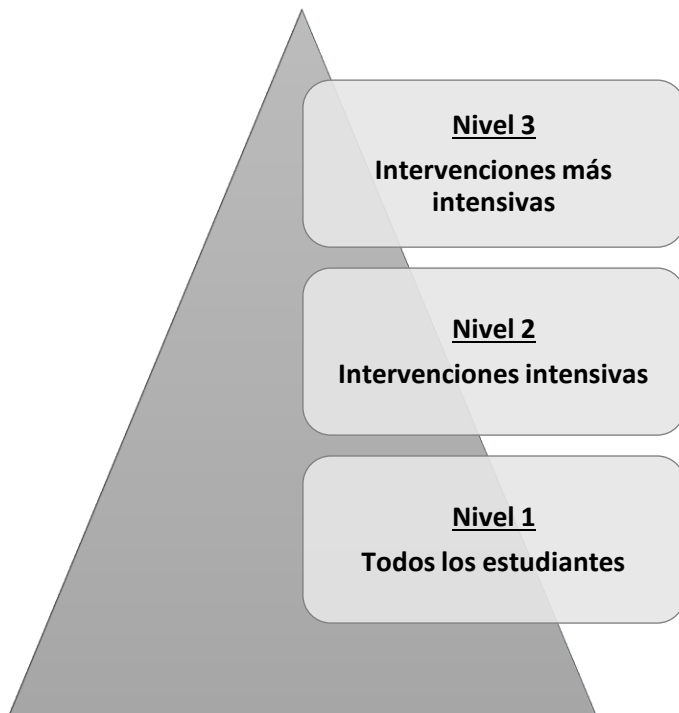 Nivel 3
Intervenciones más
intensivas
Nivel 2
Intervenciones intensivas
Nivel 1
Todos los estudiantes